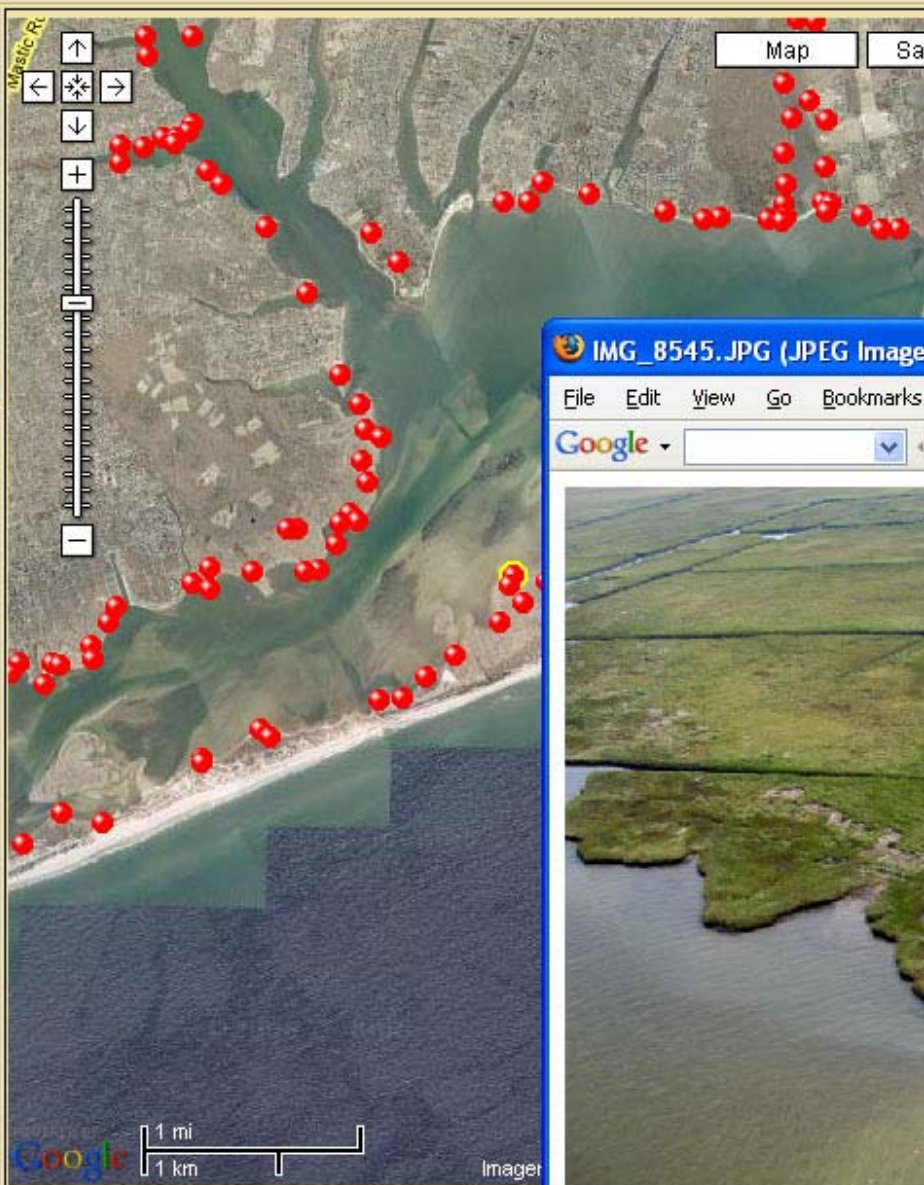 Mastic R
Map
Sa
IMG_8545.JPG (JPEG Image
File Edit View Go Bookmarks
Google
1 mi
1 km
Google
Imager